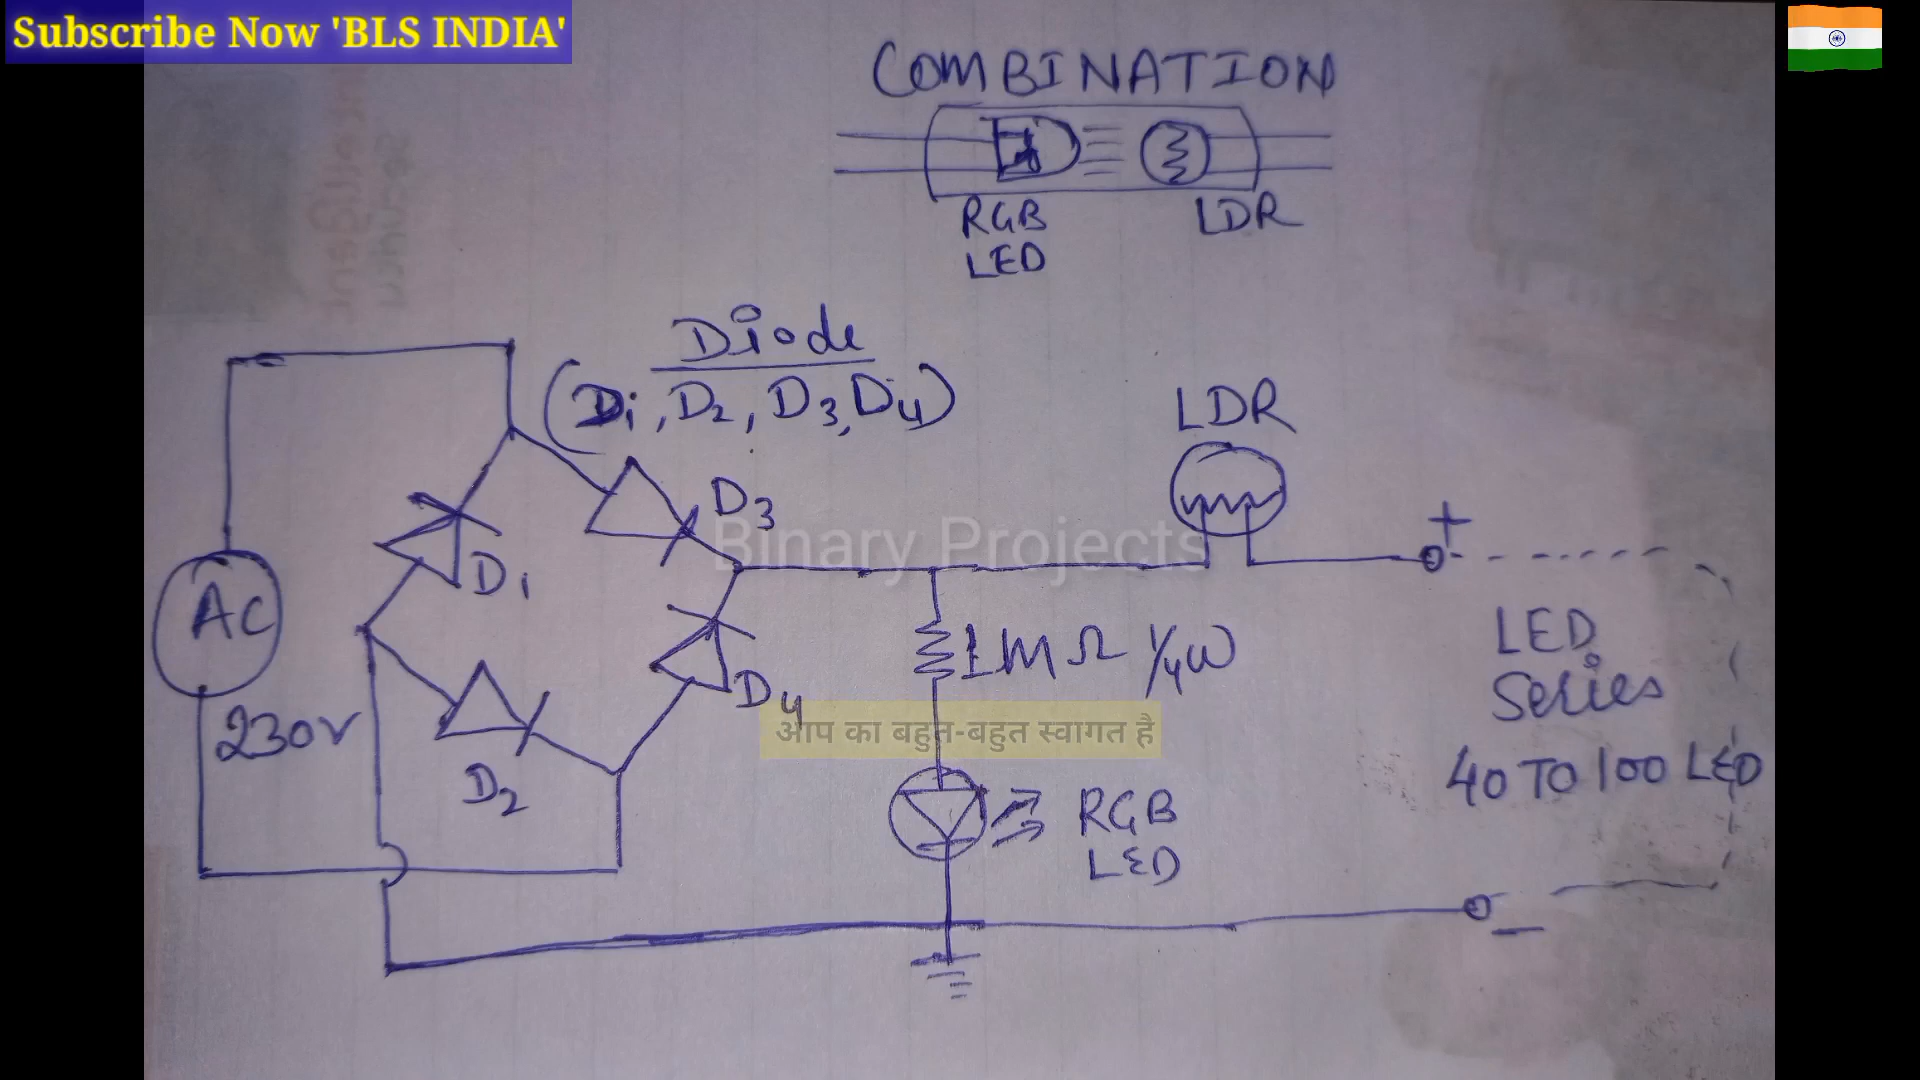 Subscribe Now 'BLS INDIA'
COMBINATION
RGB
LED
LDR
Diode
(D1, D2, D3, D4)
LDR
D3
Binary Projects
+
D1
AC
LED
Series
1MΩ 1/4W
D4
आप का बहुत-बहुत स्वागत है
230V
40 TO 100 LED
D2
RGB
LED
-